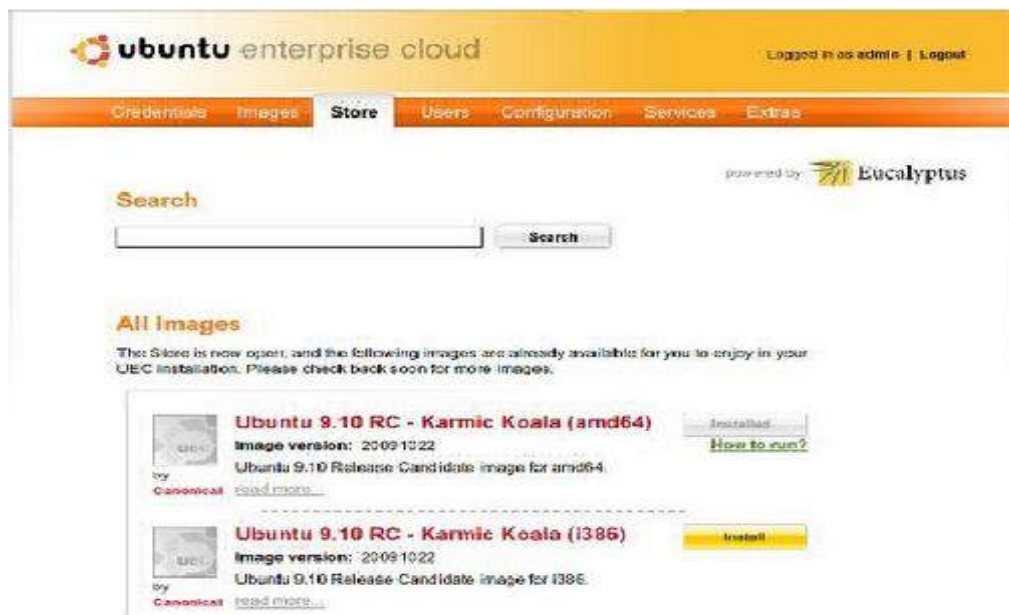 ubuntu enterprise cloud
Logged in as admin | Logout
Credentials Images Store Users Configuration Services Extras
powered by Eucalyptus
Search
Search
All Images
The Store is now open, and the following images are already available for you to enjoy in your
UEC installation. Please check back soon for more images.
Ubuntu 9.10 RC - Karmic Koala (amd64)
Installed
UEC
Image version: 20091022
How to run?
Ubuntu 9.10 Release Candidate image for amd64.
by
Canonical
read more...
Ubuntu 9.10 RC - Karmic Koala (i386)
Install
UEC
Image version: 20091022
Ubuntu 9.10 Release Candidate image for i386.
by
Canonical
read more...